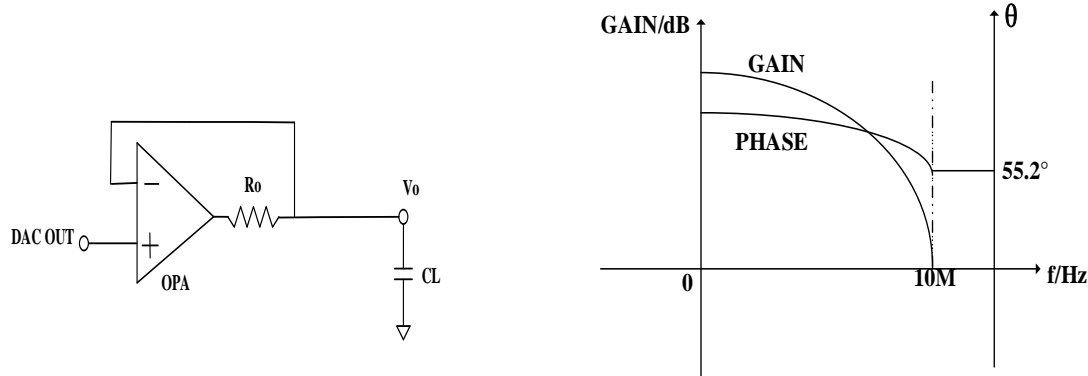 Ro
Vo
DAC OUT
OPA
CL
−
+
GAIN/dB
θ
GAIN
PHASE
55.2°
0
10M
f/Hz